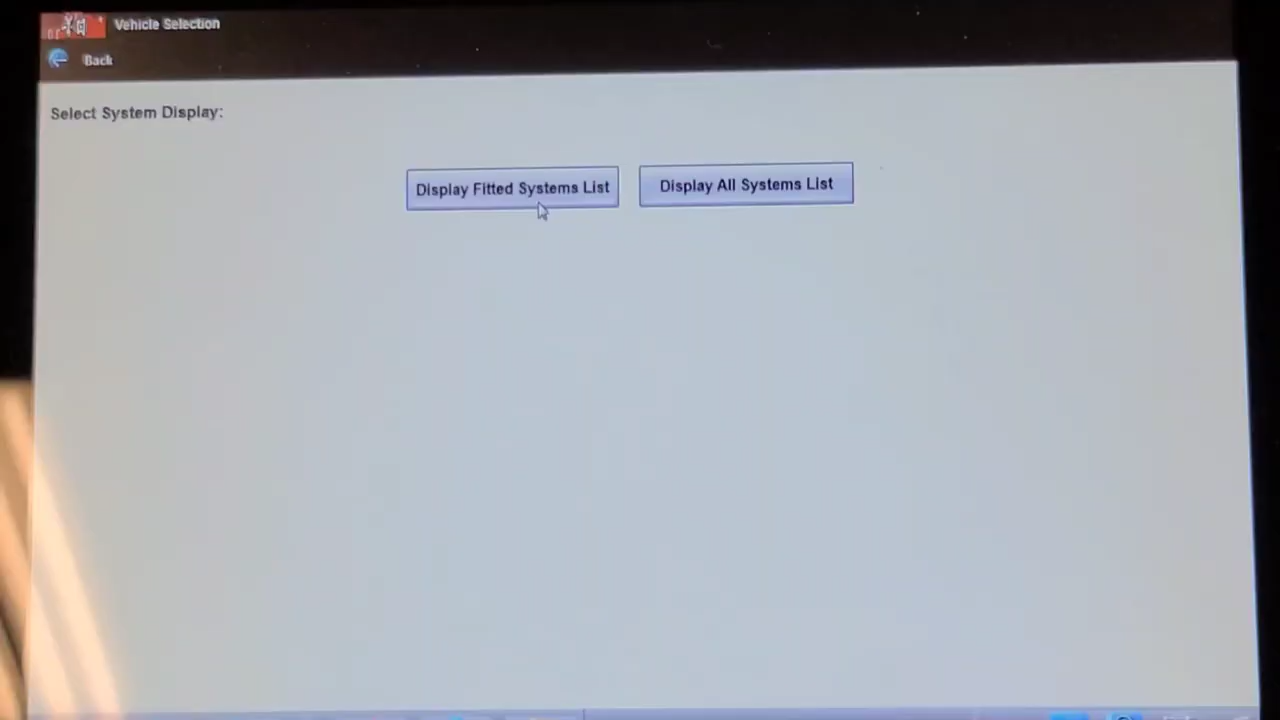 Vehicle Selection
Back
Select System Display:
Display Fitted Systems List
Display All Systems List